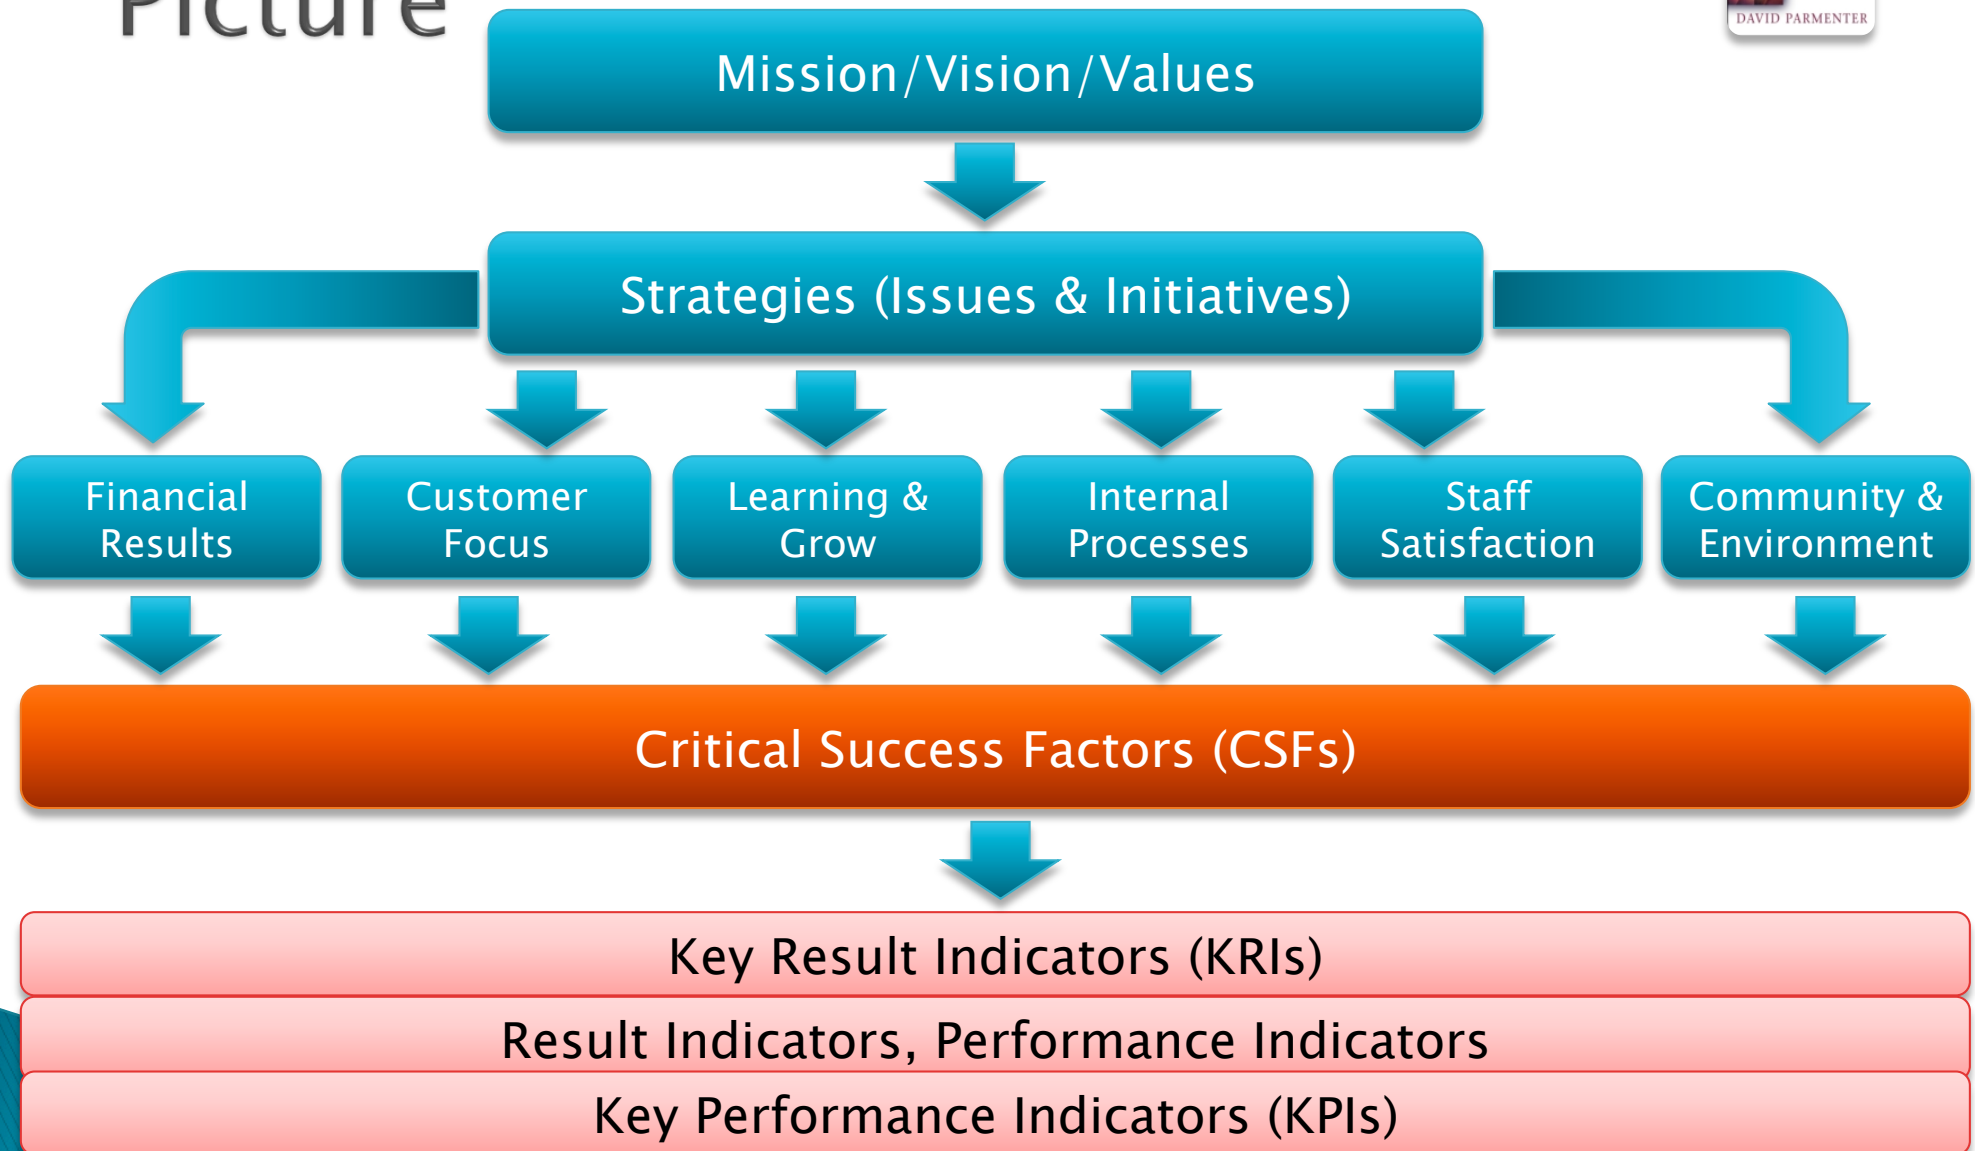 Picture
DAVID PARMENTER
Mission/Vision/Values
Strategies (Issues & Initiatives)
Financial
Results
Customer
Focus
Learning &
Grow
Internal
Processes
Staff
Satisfaction
Community &
Environment
Critical Success Factors (CSFs)
Key Result Indicators (KRIs)
Result Indicators, Performance Indicators
Key Performance Indicators (KPIs)